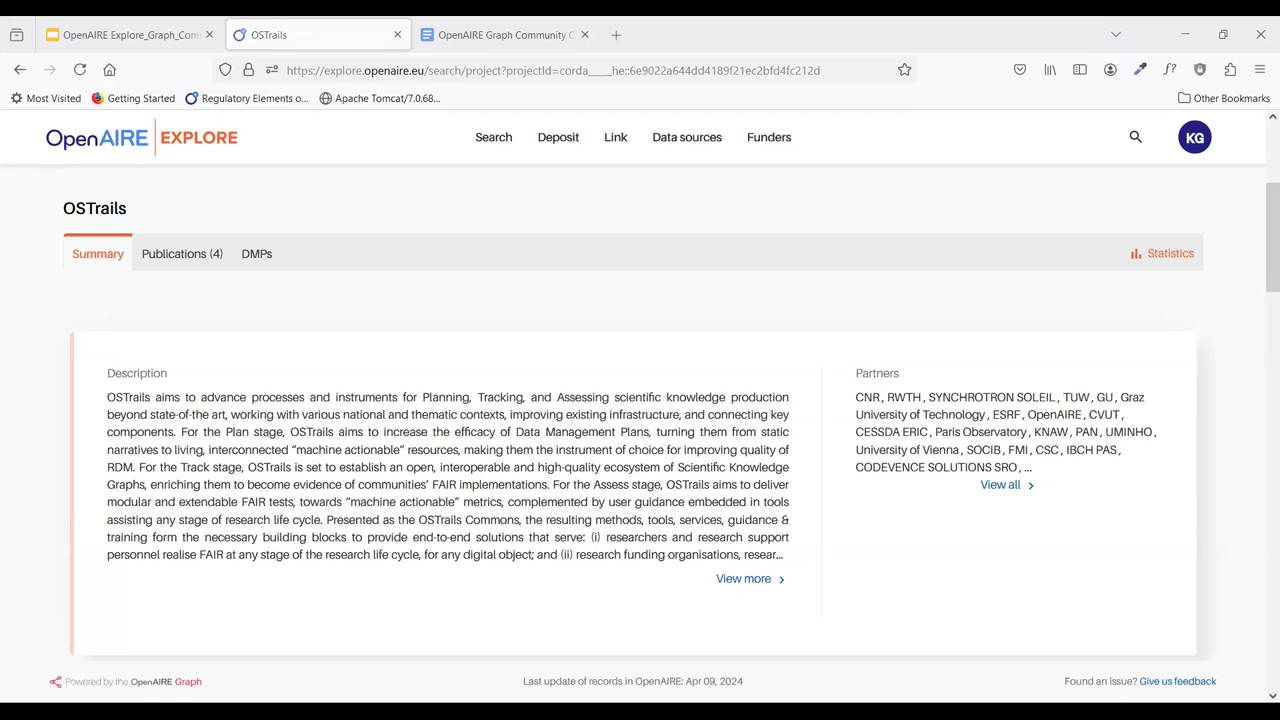 OpenAIRE Explore_Graph_Com
OSTrails
OpenAIRE Graph Community C
https://explore.openaire.eu/search/project?projectId=corda____he::6e9022a644dd4189f21ec2bfd4fc212d
Most Visited
Getting Started
Regulatory Elements o...
Apache Tomcat/7.0.68...
Other Bookmarks
OpenAIRE EXPLORE
Search
Deposit
Link
Data sources
Funders
KG
OSTrails
Summary
Publications (4)
DMPs
Statistics
Description
OSTrails aims to advance processes and instruments for Planning, Tracking, and Assessing scientific knowledge production
beyond state-of-the art, working with various national and thematic contexts, improving existing infrastructure, and connecting key
components. For the Plan stage, OSTrails aims to increase the efficacy of Data Management Plans, turning them from static
narratives to living, interconnected “machine actionable” resources, making them the instrument of choice for improving quality of
RDM. For the Track stage, OSTrails is set to establish an open, interoperable and high-quality ecosystem of Scientific Knowledge
Graphs, enriching them to become evidence of communities’ FAIR implementations. For the Assess stage, OSTrails aims to deliver
modular and extendable FAIR tests, towards “machine actionable” metrics, complemented by user guidance embedded in tools
assisting any stage of research life cycle. Presented as the OSTrails Commons, the resulting methods, tools, services, guidance &
training form the necessary building blocks to provide end-to-end solutions that serve: (i) researchers and research support
personnel realise FAIR at any stage of the research life cycle, for any digital object; and (ii) research funding organisations, resear...
View more
Partners
CNR , RWTH , SYNCHROTRON SOLEIL , TUW , GU , Graz
University of Technology , ESRF , OpenAIRE , CVUT ,
CESSDA ERIC , Paris Observatory , KNAW , PAN , UMINHO ,
University of Vienna , SOCIB , FMI , CSC , IBCH PAS ,
CODEVENCE SOLUTIONS SRO , ...
View all
Powered by the OpenAIRE Graph
Last update of records in OpenAIRE: Apr 09, 2024
Found an issue? Give us feedback